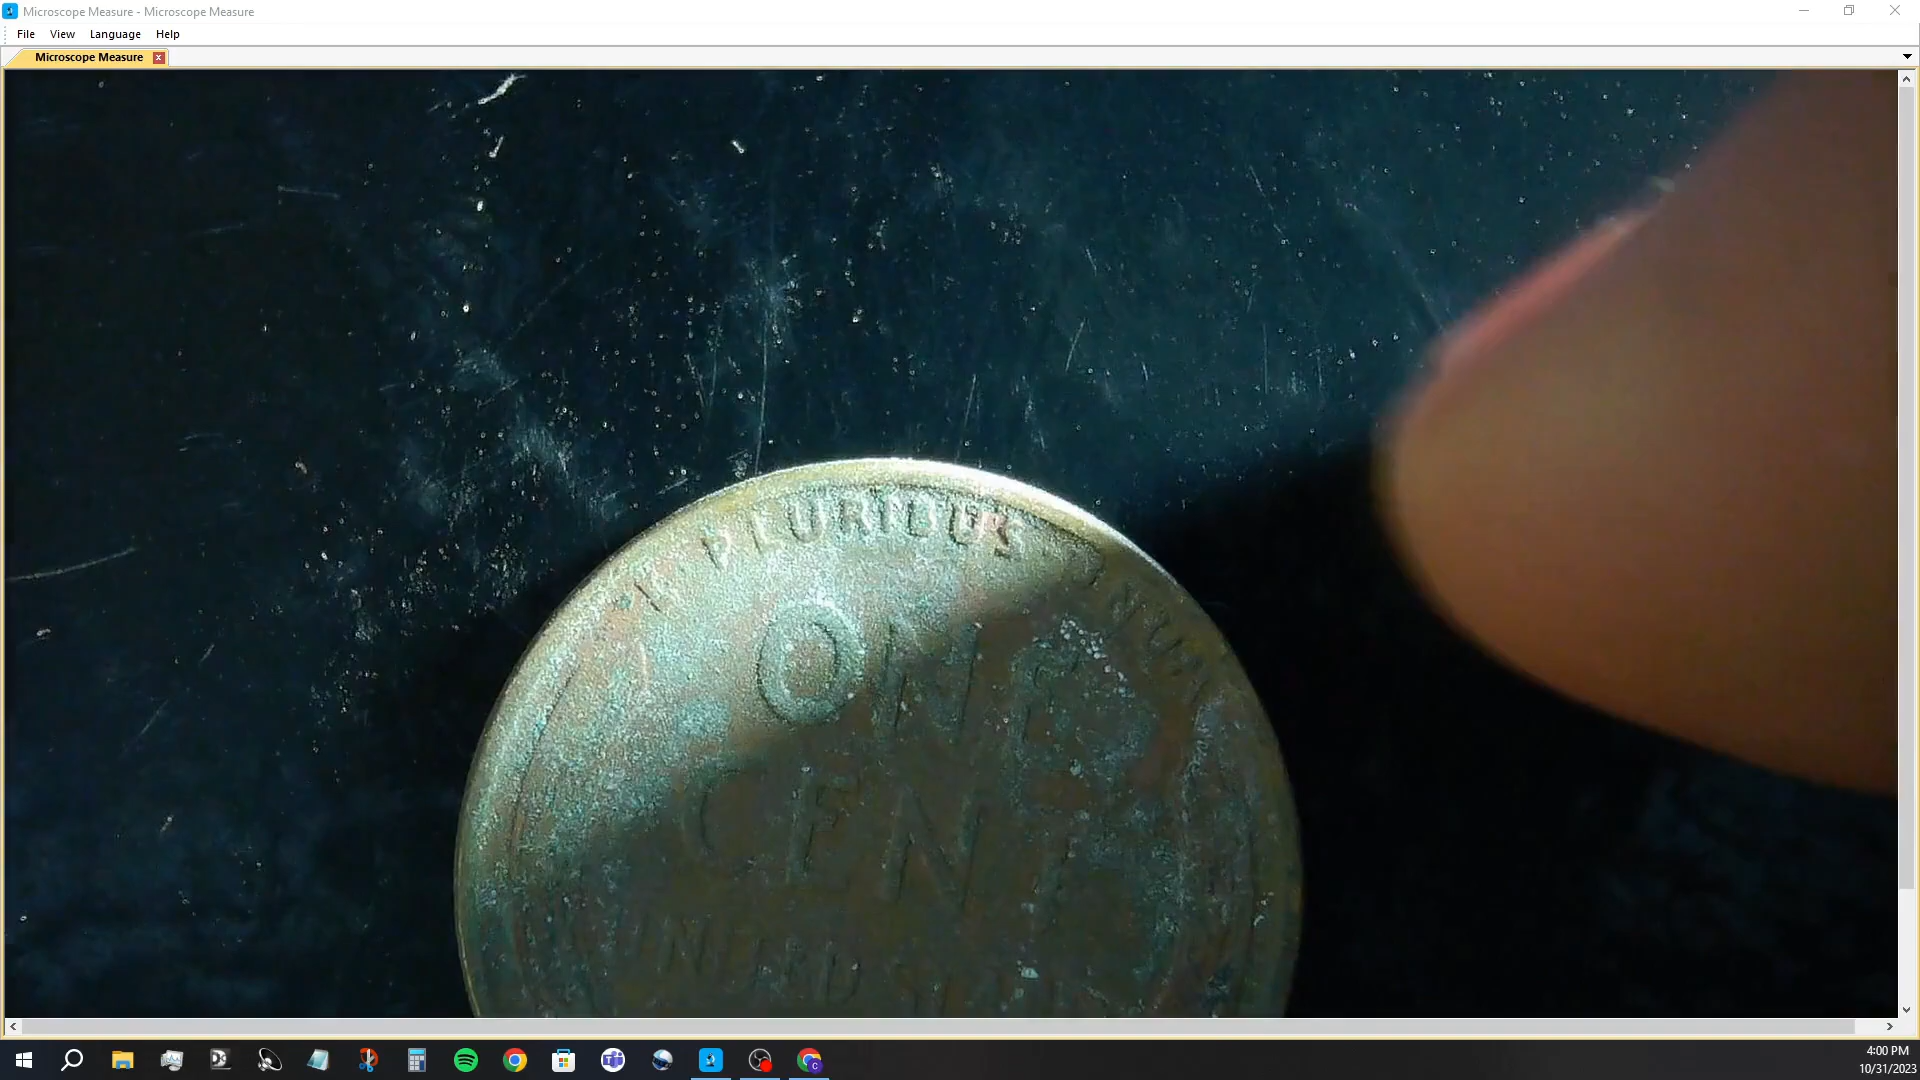 Microscope Measure - Microscope Measure
File View Language Help
Microscope Measure
PLURIBUS
ONE
CENT
UNITED
4:00 PM
10/31/2023